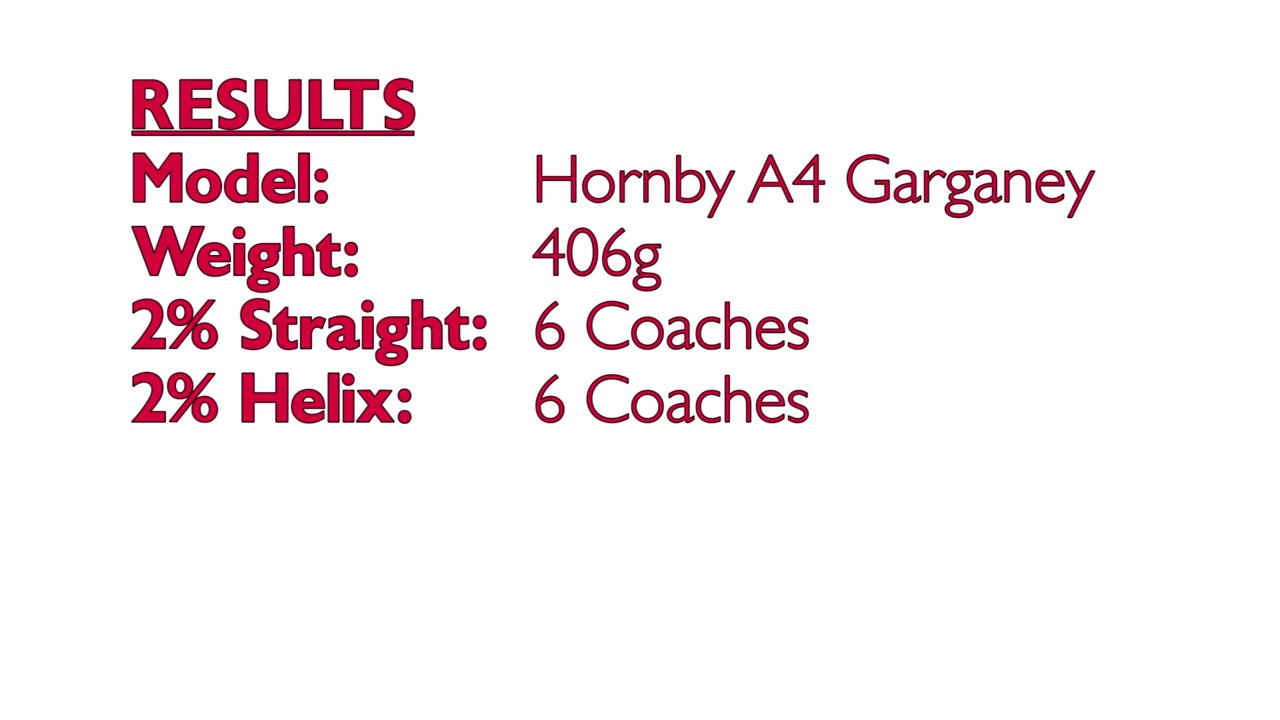 RESULTS
Model: Hornby A4 Garganey
Weight: 406g
2% Straight: 6 Coaches
2% Helix: 6 Coaches